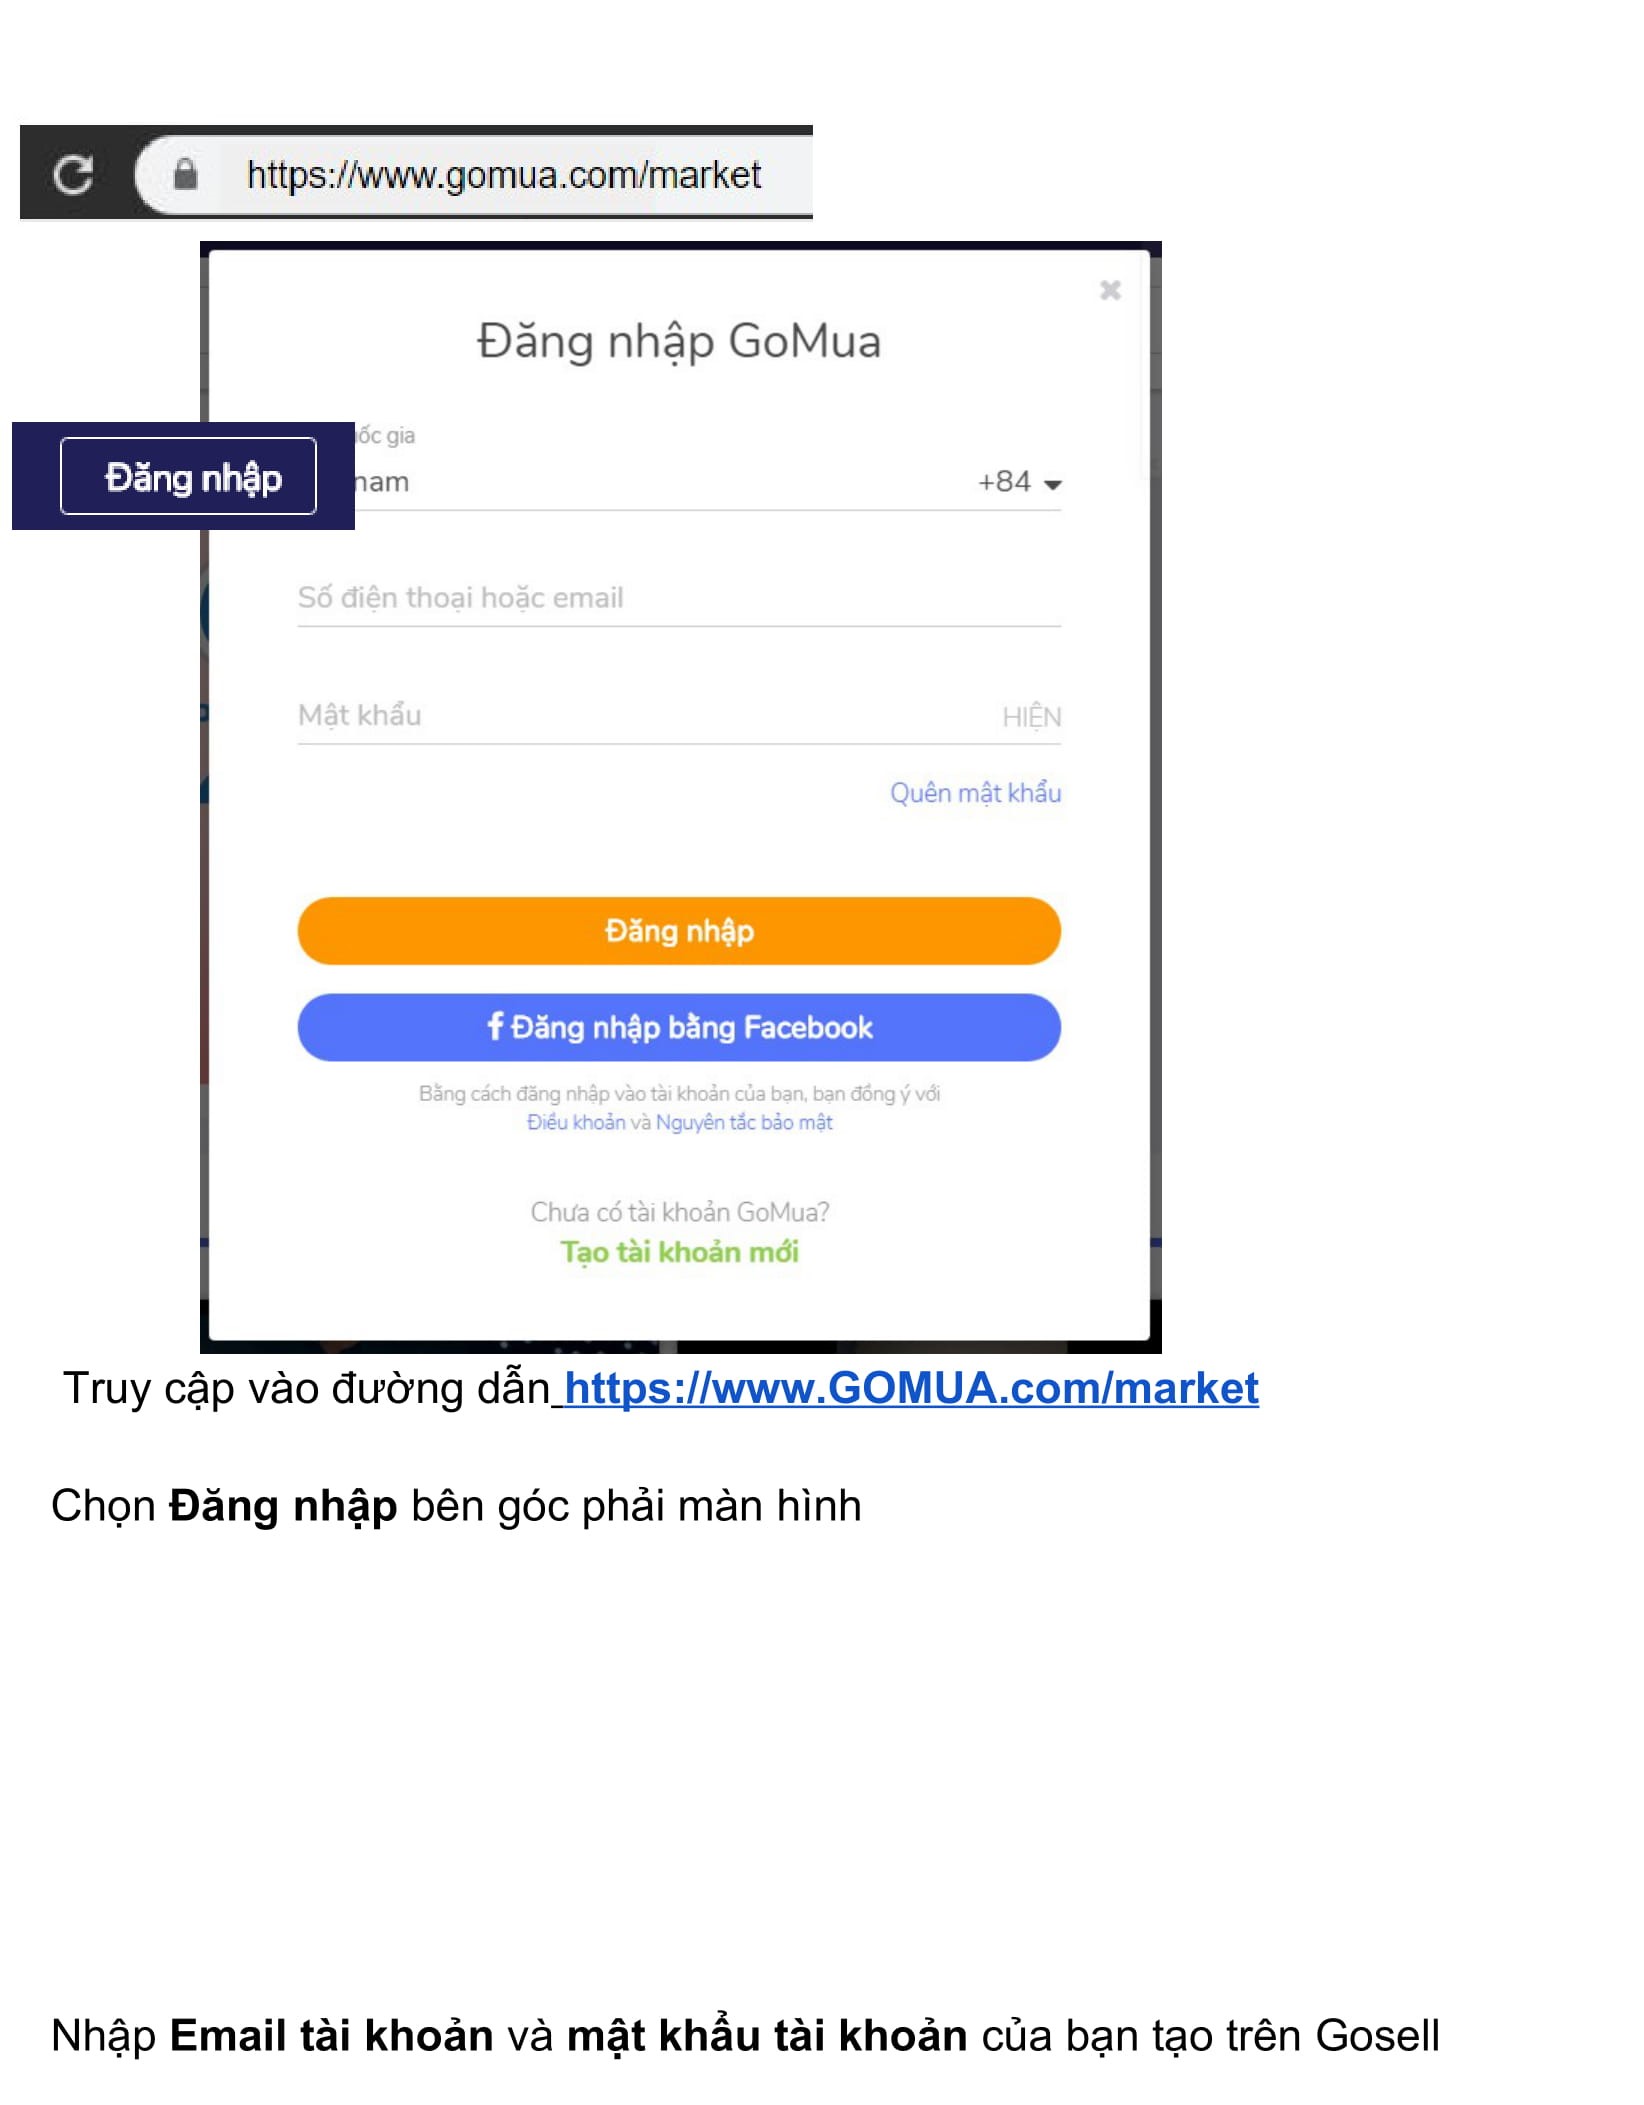 https://www.gomua.com/market
Đăng nhập GoMua
gia
Đăng nhập
+84
Số điện thoại hoặc email
Mật khẩu HIỆN
Quên mật khẩu
Đăng nhập
f Đăng nhập bằng Facebook
Bằng cách đăng nhập vào tài khoản của bạn, bạn đồng ý với
Điều khoản và Nguyên tắc bảo mật
Chưa có tài khoản GoMua?
Tạo tài khoản mới
Truy cập vào đường dẫn https://www.GOMUA.com/market
Chọn Đăng nhập bên góc phải màn hình
Nhập Email tài khoản và mật khẩu tài khoản của bạn tạo trên Gosell